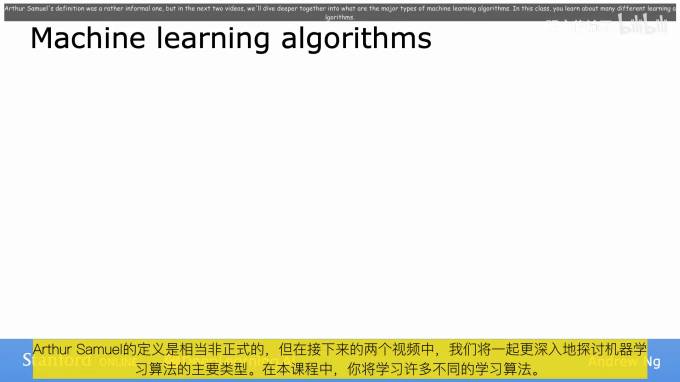 Arthur Samuel's definition was a rather informal one, but in the next two videos, we'll dive deeper together into what are the major types of machine learning algorithms. In this class, you learn about many different learning a
lgorithms.
bilibili
Machine learning algorithms
Arthur Samuel的定义是相当非正式的，但在接下来的两个视频中，我们将一起更深入地探讨机器学
习算法的主要类型。在本课程中，你将学习许多不同的学习算法。
Stanford ONLINE
Andrew Ng